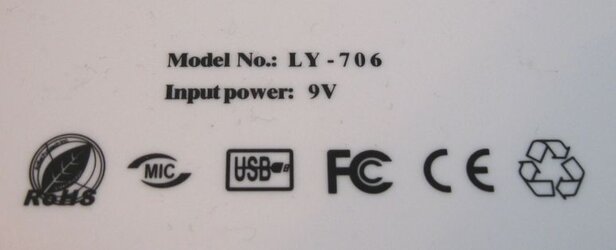 Model No.: LY-706
Input power: 9V
RoHS MIC USB FC CE